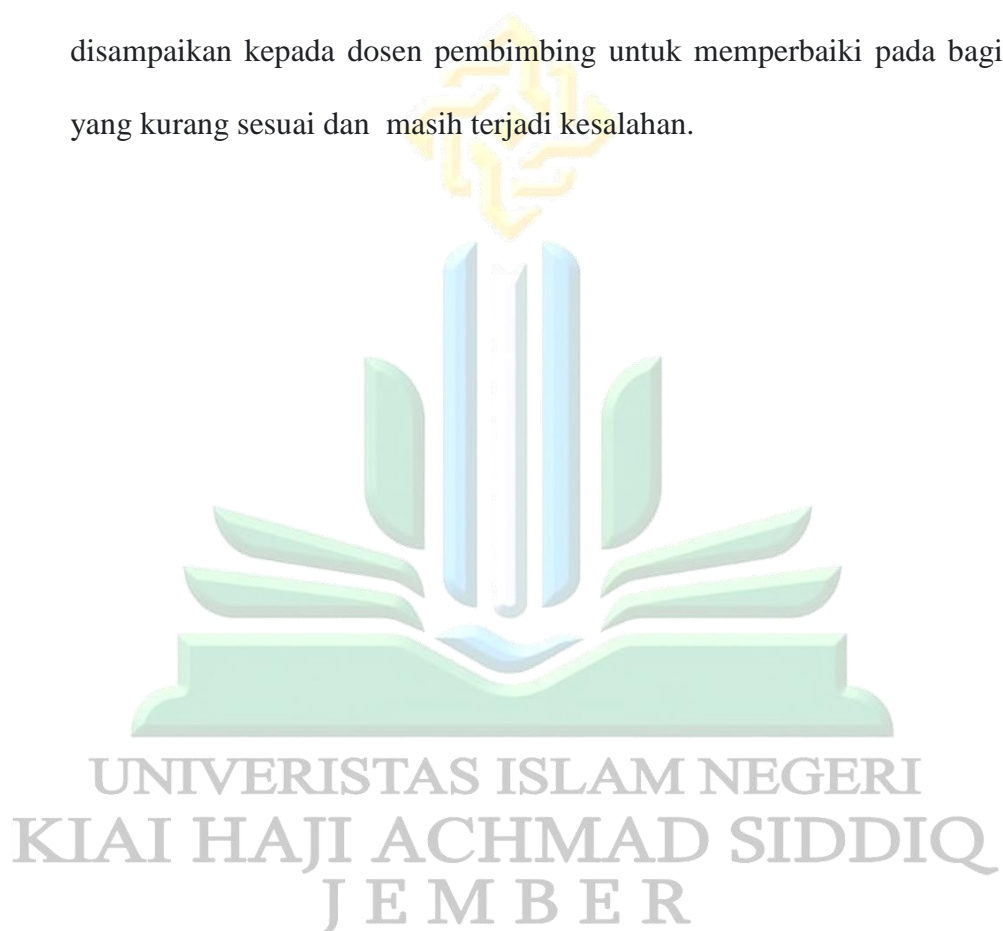 disampaikan kepada dosen pembimbing untuk memperbaiki pada bagi
yang kurang sesuai dan masih terjadi kesalahan.
UNIVERISTAS ISLAM NEGERI
KIAI HAJI ACHMAD SIDDIQ
JEMBER